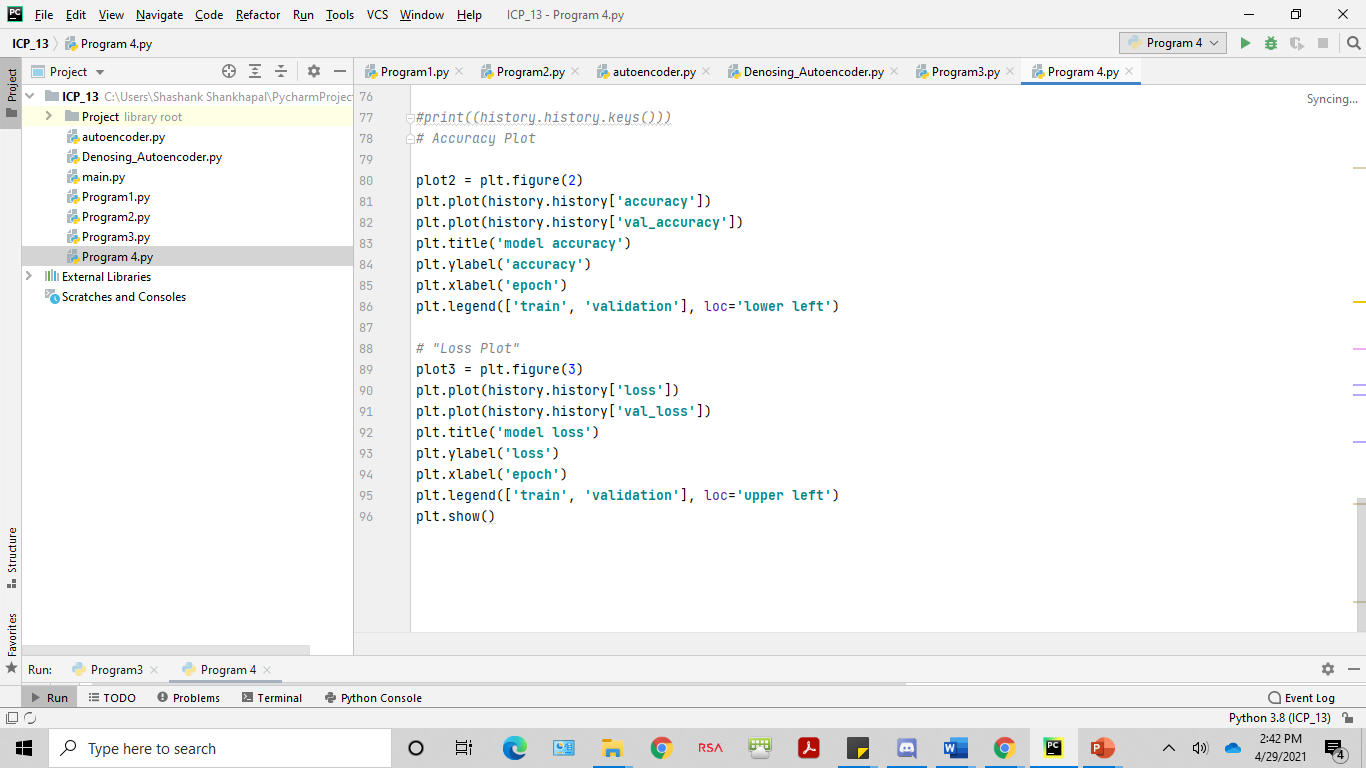 PC File Edit View Navigate Code Refactor Run Tools VCS Window Help ICP_13 - Program 4.py
ICP_13 Program 4.py Program 4
Project Project Program1.py Program2.py autoencoder.py Denosing_Autoencoder.py Program3.py Program 4.py
ICP_13 C:\Users\Shashank Shankhapal\PycharmProjec
Project library root
autoencoder.py
Denosing_Autoencoder.py
main.py
Program1.py
Program2.py
Program3.py
Program 4.py
External Libraries
Scratches and Consoles
Syncing...
76
77 #print((history.history.keys()))
78 # Accuracy Plot
79
80 plot2 = plt.figure(2)
81 plt.plot(history.history['accuracy'])
82 plt.plot(history.history['val_accuracy'])
83 plt.title('model accuracy')
84 plt.ylabel('accuracy')
85 plt.xlabel('epoch')
86 plt.legend(['train', 'validation'], loc='lower left')
87
88 # "Loss Plot"
89 plot3 = plt.figure(3)
90 plt.plot(history.history['loss'])
91 plt.plot(history.history['val_loss'])
92 plt.title('model loss')
93 plt.ylabel('loss')
94 plt.xlabel('epoch')
95 plt.legend(['train', 'validation'], loc='upper left')
96 plt.show()
Structure
Favorites
Run: Program3 Program 4
Run TODO Problems Terminal Python Console Event Log
Python 3.8 (ICP_13)
Type here to search RSA W PC P 2:42 PM
4/29/2021 4